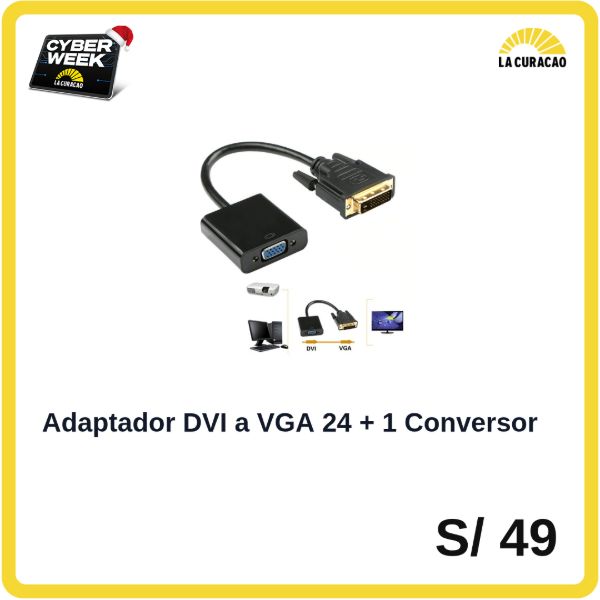 CYBER
WEEK
LA CURACAO
LA CURACAO
DVI
VGA
Adaptador DVI a VGA 24 + 1 Conversor
S/ 49